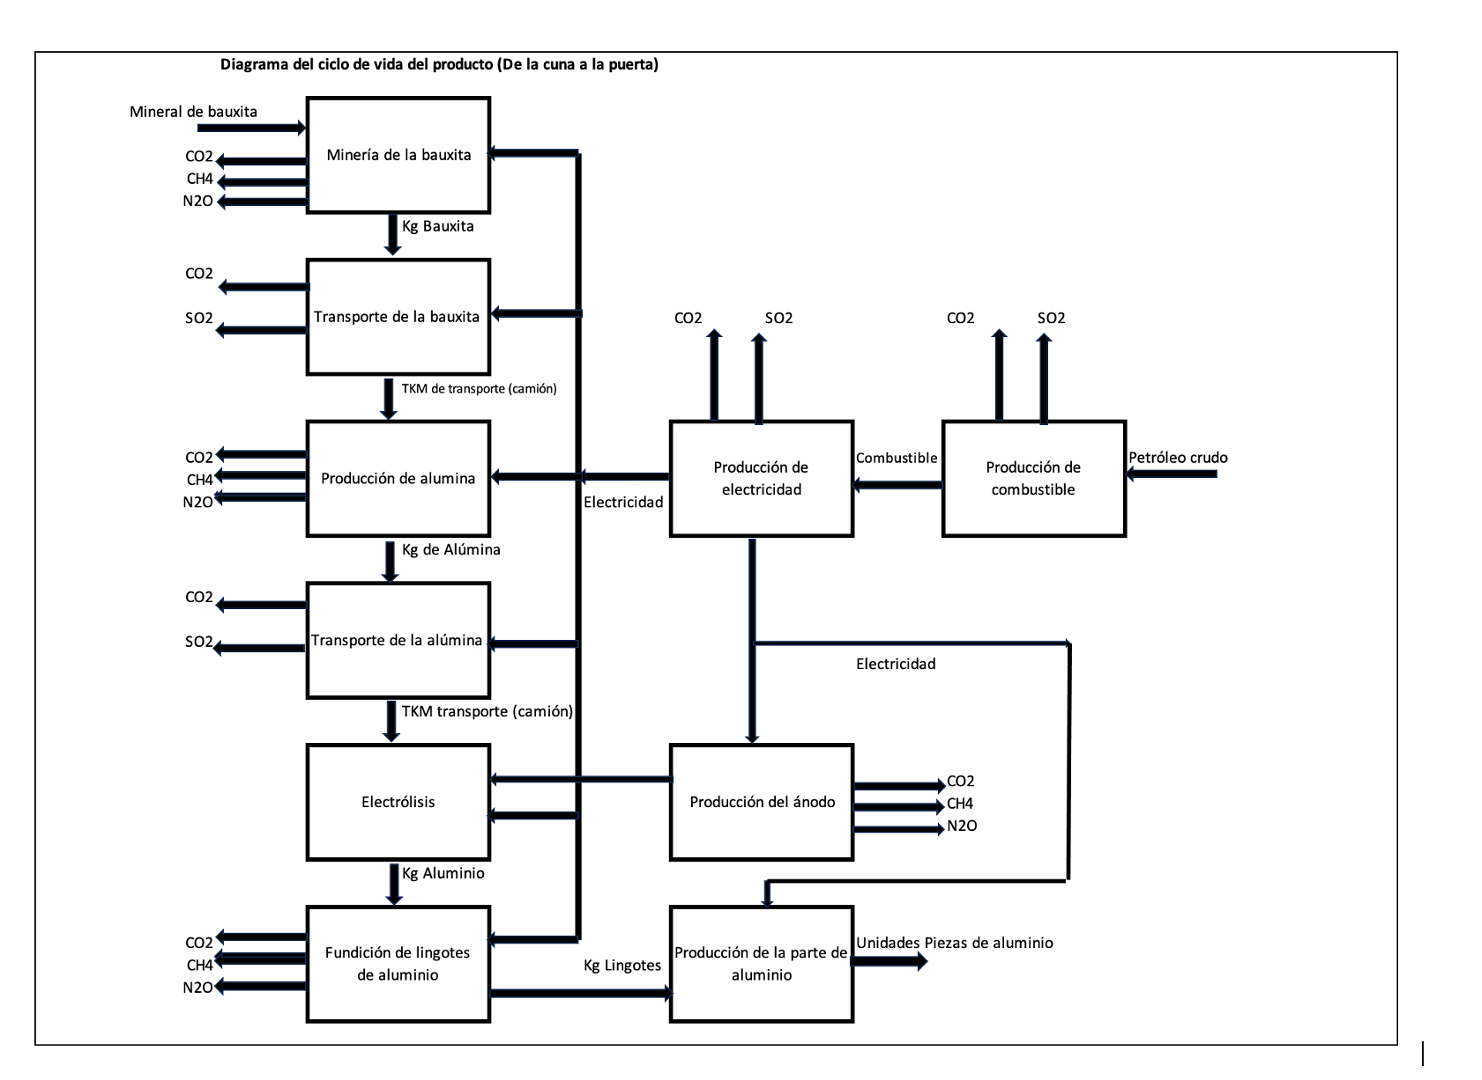 Diagrama del ciclo de vida del producto (De la cuna a la puerta)
Mineral de bauxita
CO2
CH4
N2O
Minería de la bauxita
Kg Bauxita
CO2
SO2
Transporte de la bauxita
TKM de transporte (camión)
CO2
SO2
CO2
SO2
CO2
CH4
N2O
Producción de alumina
Electricidad
Producción de
electricidad
Combustible
Producción de
combustible
Petróleo crudo
Kg de Alúmina
CO2
SO2
Transporte de la alúmina
Electricidad
TKM transporte (camión)
Electrólisis
Producción del ánodo
CO2
CH4
N2O
Kg Aluminio
CO2
CH4
N2O
Fundición de lingotes
de aluminio
Kg Lingotes
Producción de la parte de
aluminio
Unidades Piezas de aluminio